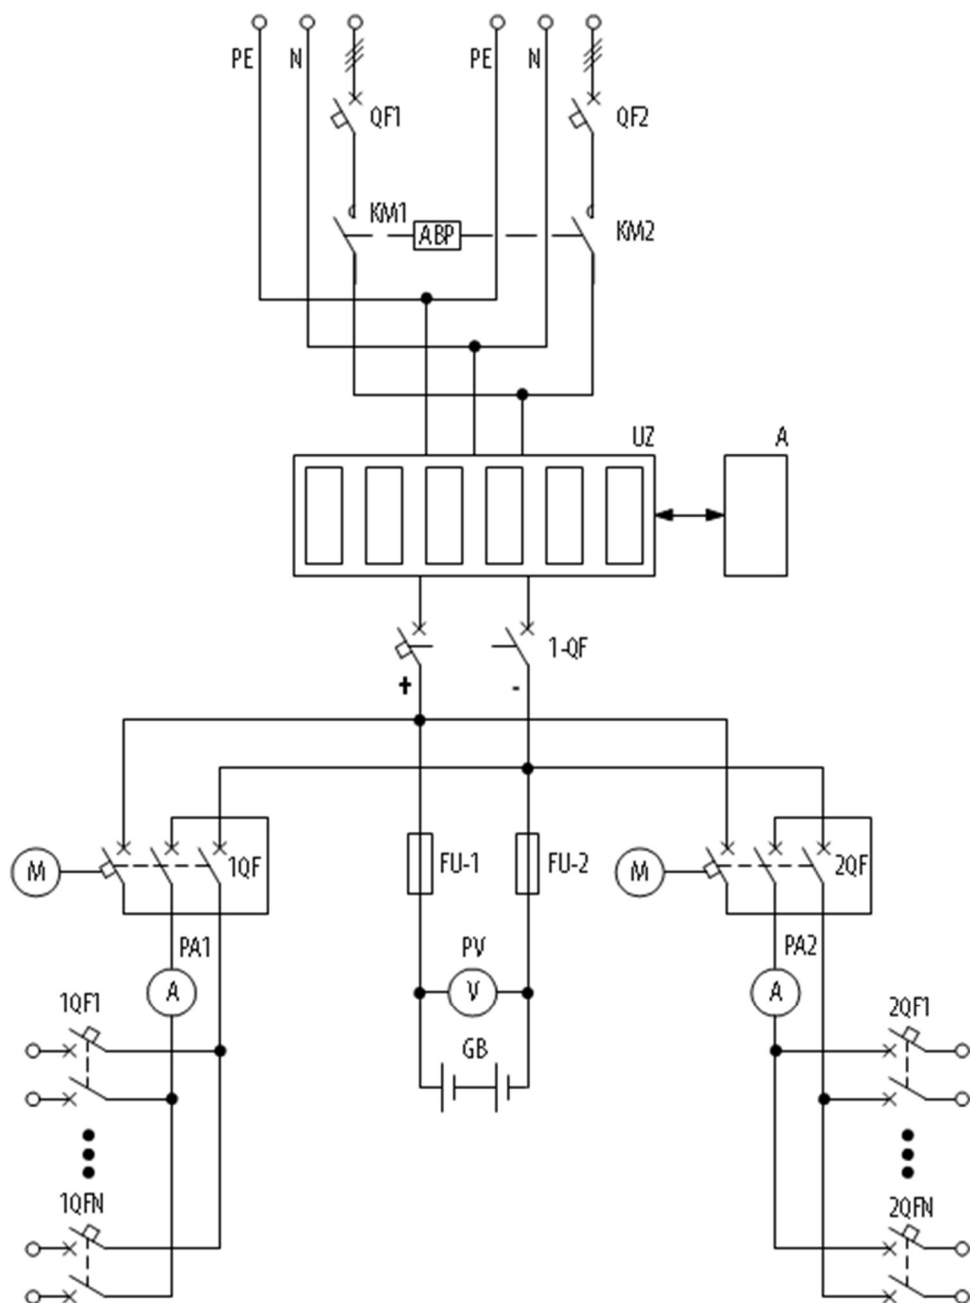 PE N PE N
QF1 QF2
KM1 АВР KM2
UZ A
1-QF
+ -
M 1QF FU-1 FU-2 M 2QF
PA1 PV PA2
A V A
1QF1 GB 2QF1
1QFN 2QFN